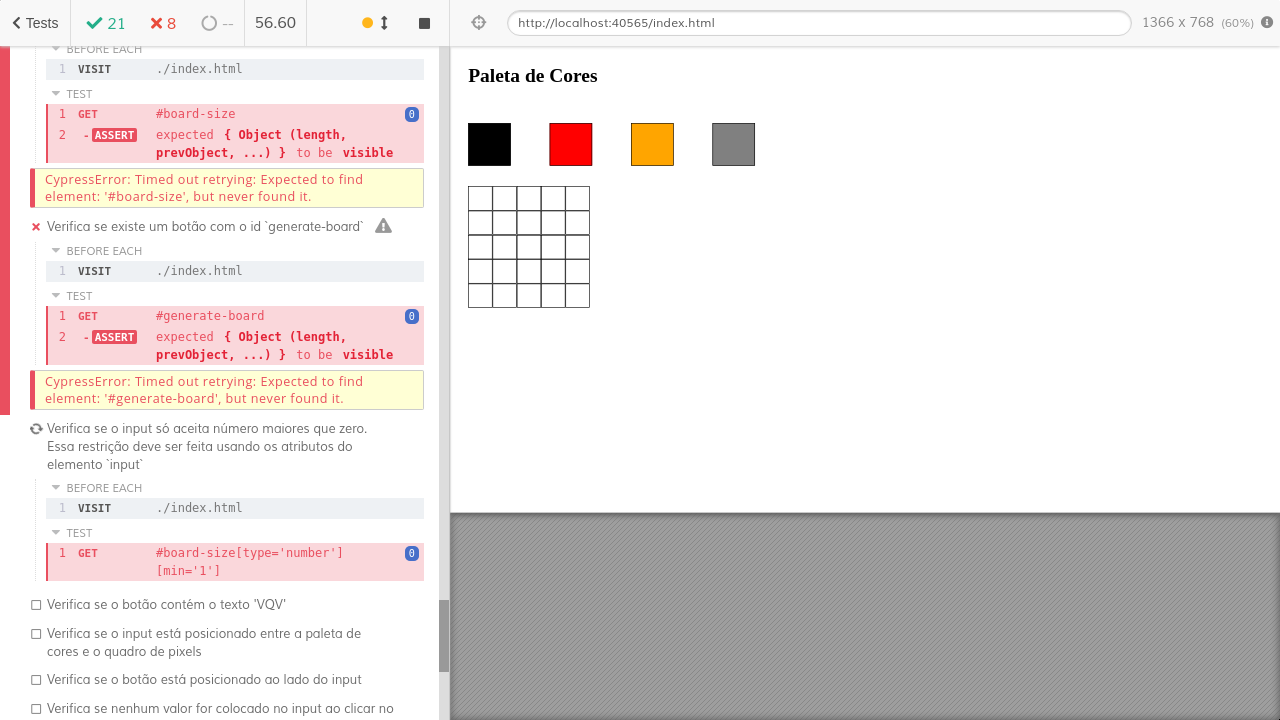 Tests 21 8 -- 56.60
http://localhost:40565/index.html 1366 x 768 (60%)
BEFORE EACH
1 VISIT ./index.html
TEST
1 GET #board-size 0
2 -ASSERT expected { Object (length,
prevObject, ...) } to be visible
CypressError: Timed out retrying: Expected to find
element: '#board-size', but never found it.
Verifica se existe um botão com o id `generate-board`
BEFORE EACH
1 VISIT ./index.html
TEST
1 GET #generate-board 0
2 -ASSERT expected { Object (length,
prevObject, ...) } to be visible
CypressError: Timed out retrying: Expected to find
element: '#generate-board', but never found it.
Verifica se o input só aceita número maiores que zero.
Essa restrição deve ser feita usando os atributos do
elemento `input`
BEFORE EACH
1 VISIT ./index.html
TEST
1 GET #board-size[type='number'] 0
[min='1']
Verifica se o botão contém o texto 'VQV'
Verifica se o input está posicionado entre a paleta de
cores e o quadro de pixels
Verifica se o botão está posicionado ao lado do input
Verifica se nenhum valor for colocado no input ao clicar no
Paleta de Cores